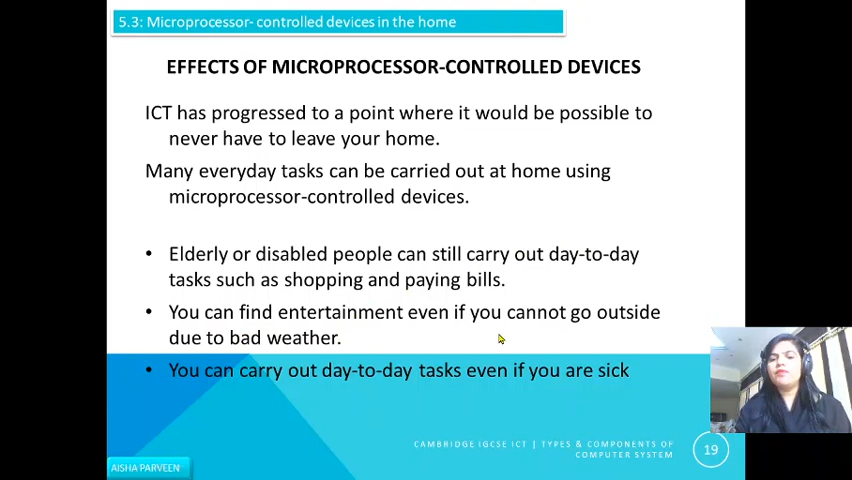 5.3: Microprocessor- controlled devices in the home
EFFECTS OF MICROPROCESSOR-CONTROLLED DEVICES
ICT has progressed to a point where it would be possible to
never have to leave your home.
Many everyday tasks can be carried out at home using
microprocessor-controlled devices.
• Elderly or disabled people can still carry out day-to-day
tasks such as shopping and paying bills.
• You can find entertainment even if you cannot go outside
due to bad weather.
• You can carry out day-to-day tasks even if you are sick
CAMBRIDGE IGCSE ICT | TYPES & COMPONENTS OF
COMPUTER SYSTEM
19
AISHA PARVEEN